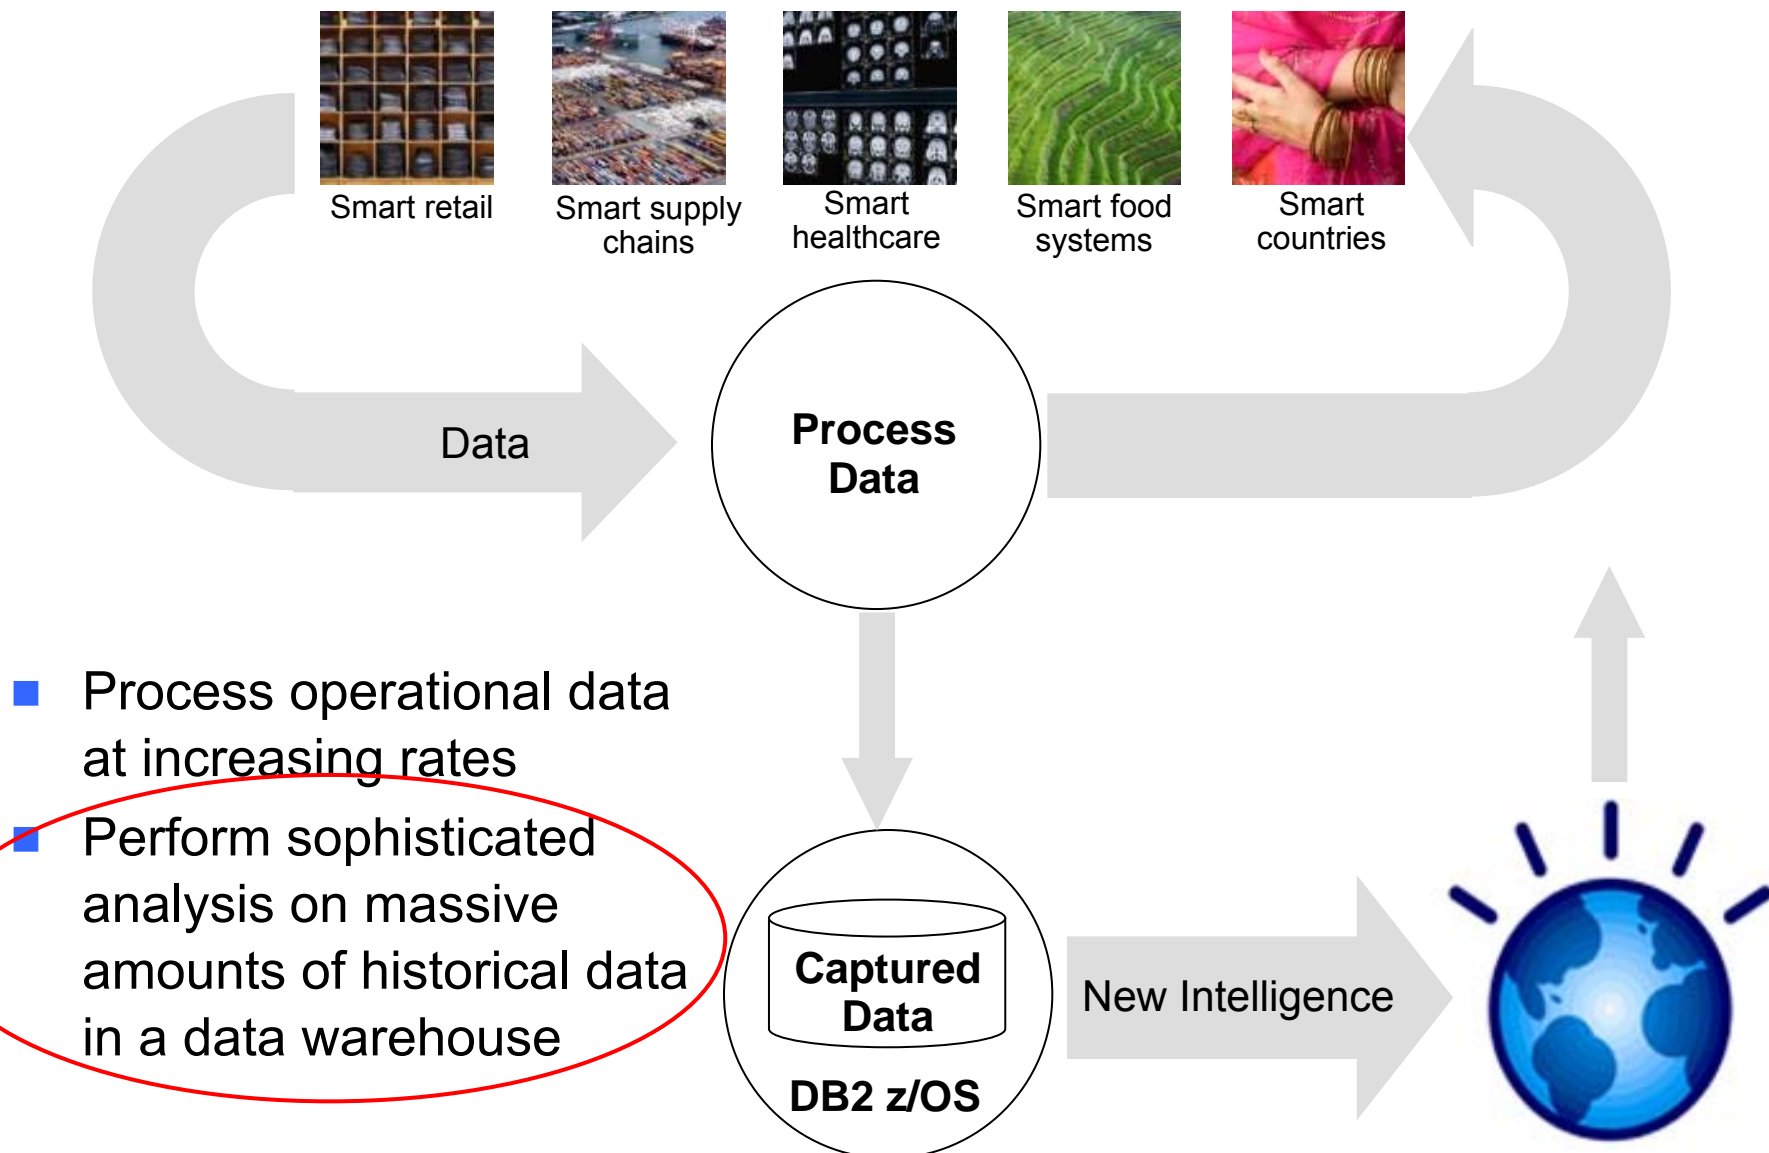 Smart retail
Smart supply
chains
Smart
healthcare
Smart food
systems
Smart
countries
Data
Process
Data
Process operational data
at increasing rates
Perform sophisticated
analysis on massive
amounts of historical data
in a data warehouse
Captured
Data
DB2 z/OS
New Intelligence